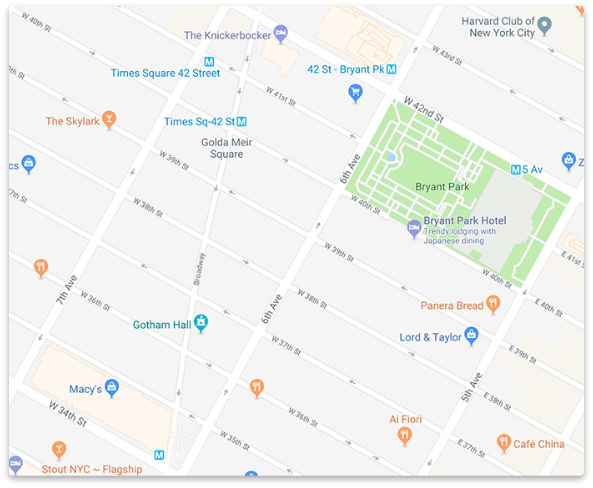 Harvard Club of
New York City
The Knickerbocker
W 43rd St
W 40th St
42 St - Bryant Pk
Times Square 42 Street
W 41st St
W 42nd St
The Skylark
Times Sq-42 St
Golda Meir
Square
39th St
5 Av
Z
cs
W 39th St
6th Ave
Bryant Park
37th St
W 38th St
W 40th St
Bryant Park Hotel
Trendy lodging with
Japanese dining
W 39th St
E 41st S
Broadway
W 40th St
7th Ave
W 36th St
6th Ave
W 38th St
Panera Bread
E 40th St
Gotham Hall
W 37th St
Lord & Taylor
E 39th St
Macy's
5th Ave
E 38th St
W 34th St
W 36th St
Ai Fiori
W 35th St
E 37th St
Café China
Stout NYC ~ Flagship